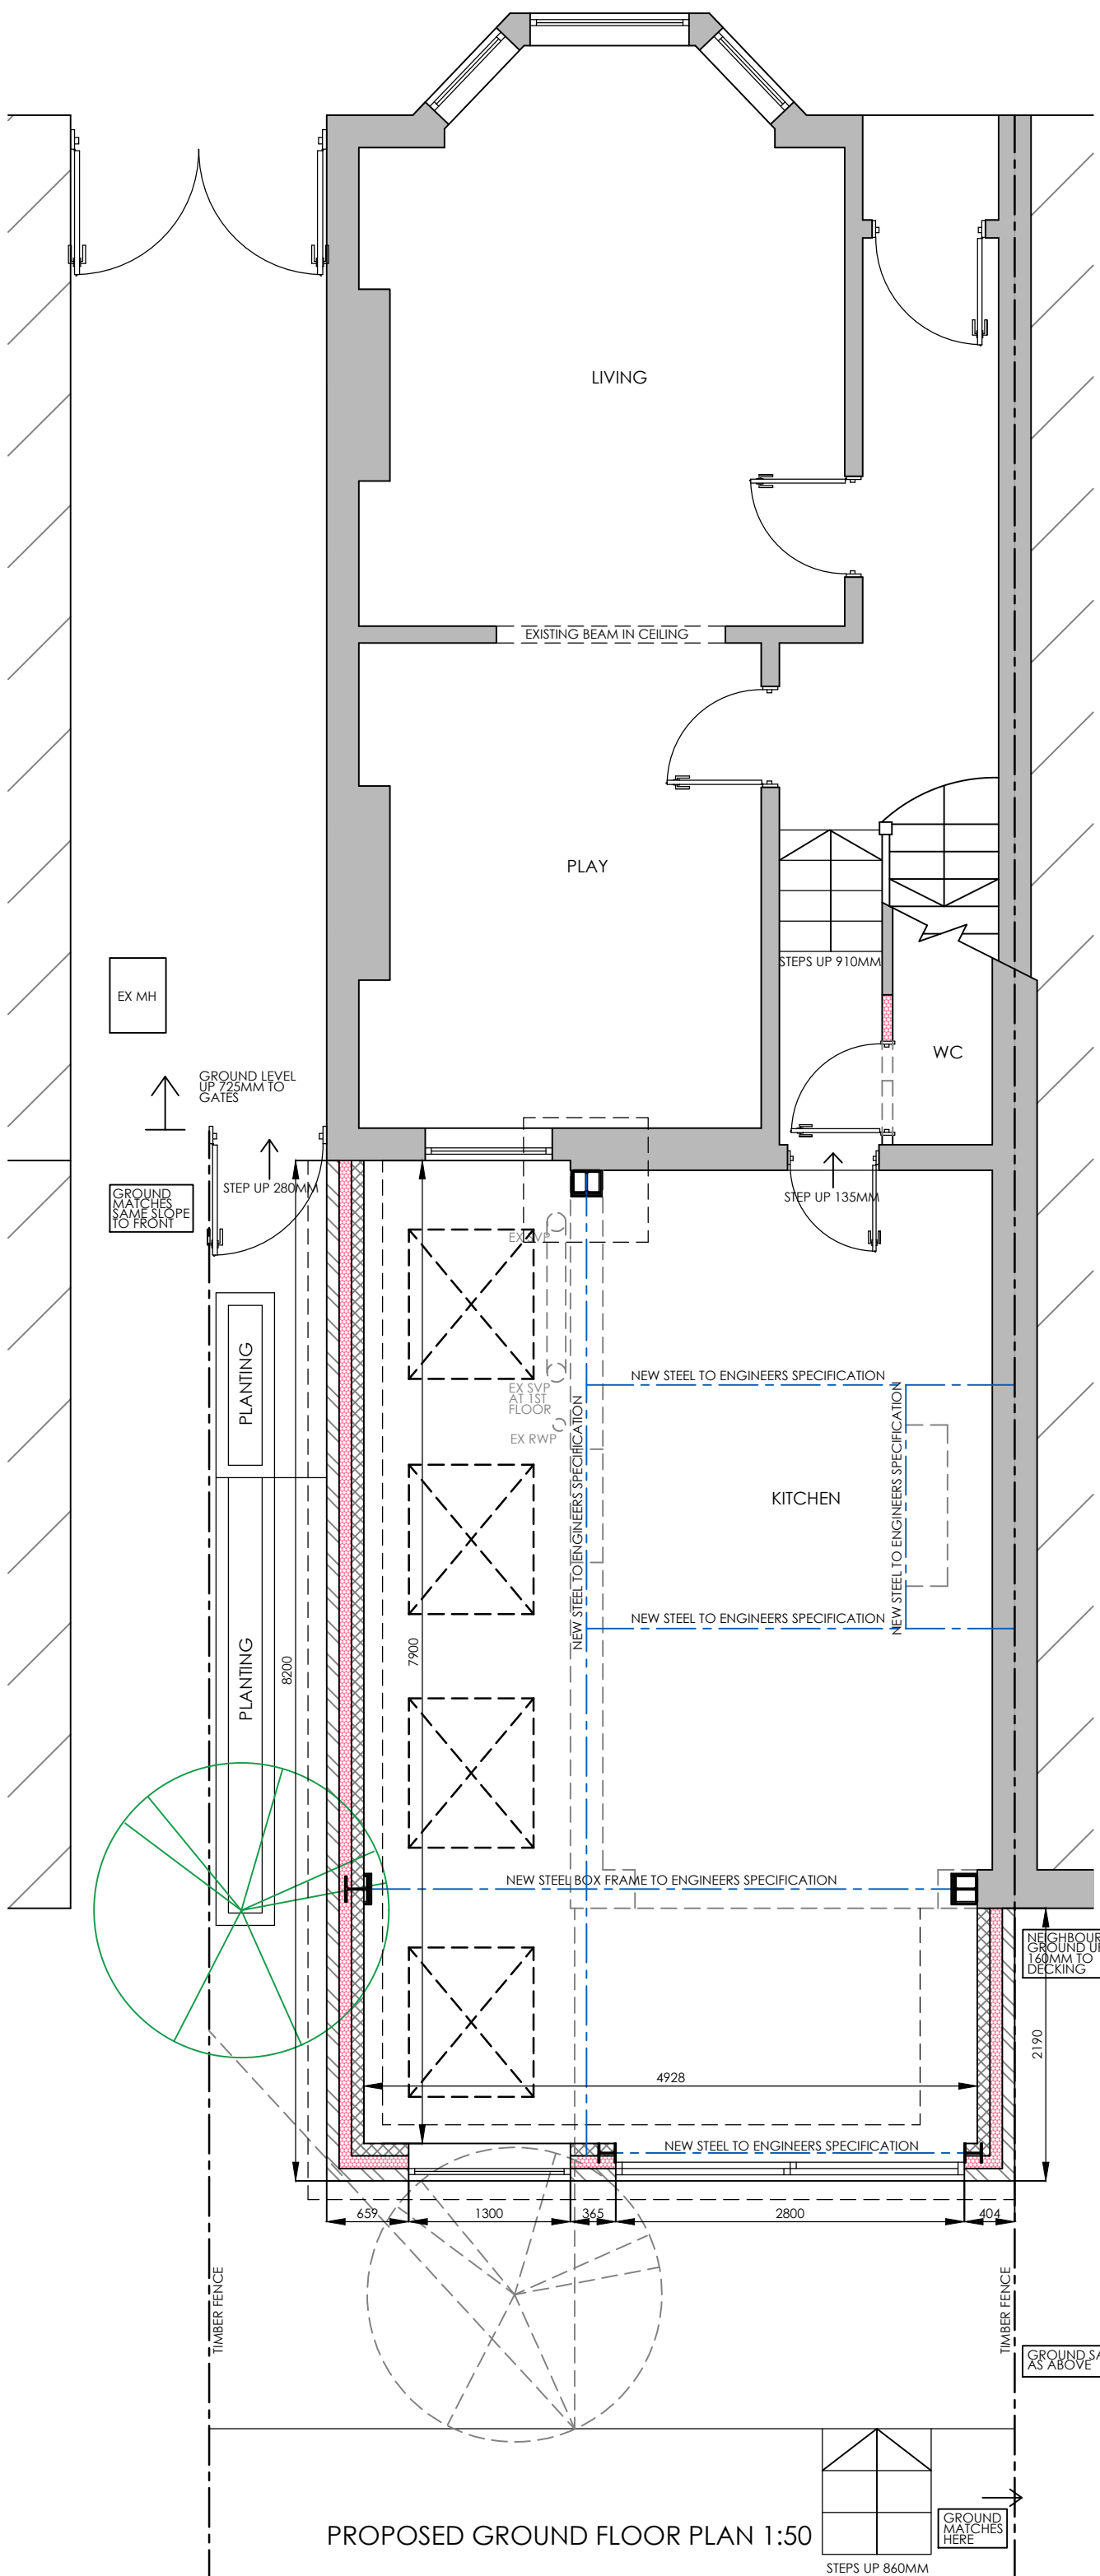 LIVING
EXISTING BEAM IN CEILING
PLAY
STEPS UP 910MM
EX MH
WC
GROUND LEVEL
UP 725MM TO
GATES
STEP UP 280MM
STEP UP 135MM
GROUND
MATCHES
SAME SLOPE
TO FRONT
EX SVP
AT 1ST
FLOOR
EX RWP
PLANTING
PLANTING
NEW STEEL TO ENGINEERS SPECIFICATION
NEW STEEL TO ENGINEERS SPECIFICATION
NEW STEEL TO ENGINEERS SPECIFICATION
KITCHEN
NEW STEEL TO ENGINEERS SPECIFICATION
8200
7900
NEW STEEL BOX FRAME TO ENGINEERS SPECIFICATION
GROUND
160MM TO
DECKING
2190
4928
NEW STEEL TO ENGINEERS SPECIFICATION
659
1300
365
2800
404
TIMBER FENCE
TIMBER FENCE
GROUND
AS ABOVE
GROUND
MATCHES
HERE
PROPOSED GROUND FLOOR PLAN 1:50
STEPS UP 860MM